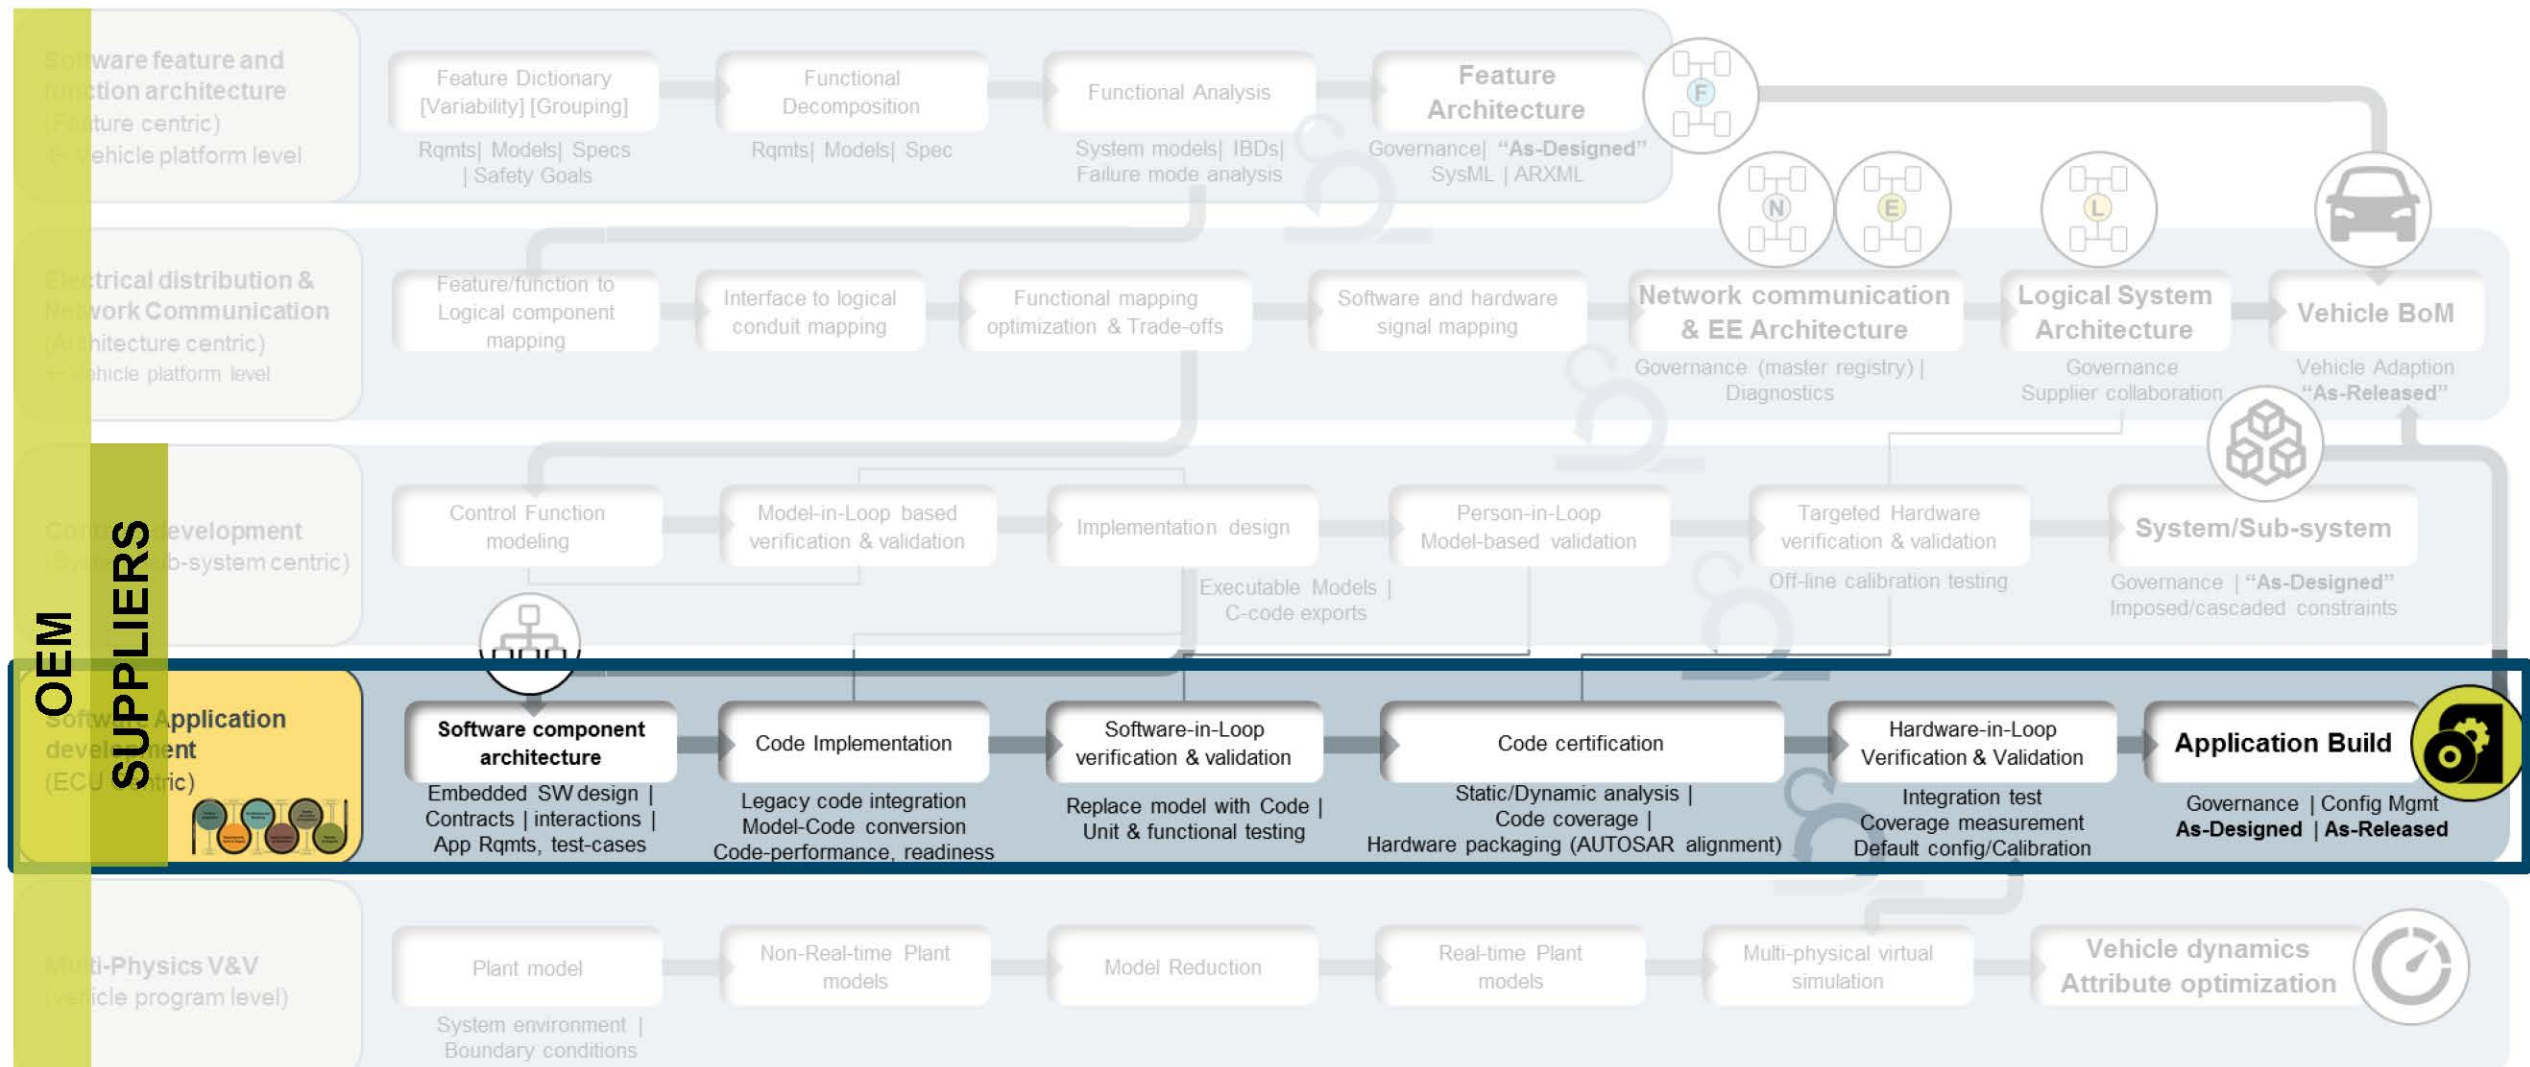 OEM
SUPPLIERS
Software feature and
function architecture
(Feature centric)
← Vehicle platform level
Feature Dictionary
[Variability] [Grouping]
Rqmts| Models| Specs
| Safety Goals
Functional
Decomposition
Rqmts| Models| Spec
Functional Analysis
System models| IBDs|
Failure mode analysis
Feature
Architecture
Governance| “As-Designed”
SysML | ARXML
F
N
E
L
Electrical distribution &
Network Communication
(Architecture centric)
← Vehicle platform level
Feature/function to
Logical component
mapping
Interface to logical
conduit mapping
Functional mapping
optimization & Trade-offs
Software and hardware
signal mapping
Network communication
& EE Architecture
Governance (master registry) |
Diagnostics
Logical System
Architecture
Governance
Supplier collaboration
Vehicle BoM
Vehicle Adaption
“As-Released”
development
sub-system centric)
Control Function
modeling
Model-in-Loop based
verification & validation
Implementation design
Executable Models |
C-code exports
Person-in-Loop
Model-based validation
Targeted Hardware
verification & validation
Off-line calibration testing
System/Sub-system
Governance | “As-Designed”
Imposed/cascaded constraints
Software Application
development
(ECU centric)
Software component
architecture
Embedded SW design |
Contracts | interactions |
App Rqmts, test-cases
Code Implementation
Legacy code integration
Model-Code conversion
Code-performance, readiness
Software-in-Loop
verification & validation
Replace model with Code |
Unit & functional testing
Code certification
Static/Dynamic analysis |
Code coverage |
Hardware packaging (AUTOSAR alignment)
Hardware-in-Loop
Verification & Validation
Integration test
Coverage measurement
Default config/Calibration
Application Build
Governance | Config Mgmt
As-Designed | As-Released
Multi-Physics V&V
(vehicle program level)
Plant model
System environment |
Boundary conditions
Non-Real-time Plant
models
Model Reduction
Real-time Plant
models
Multi-physical virtual
simulation
Vehicle dynamics
Attribute optimization